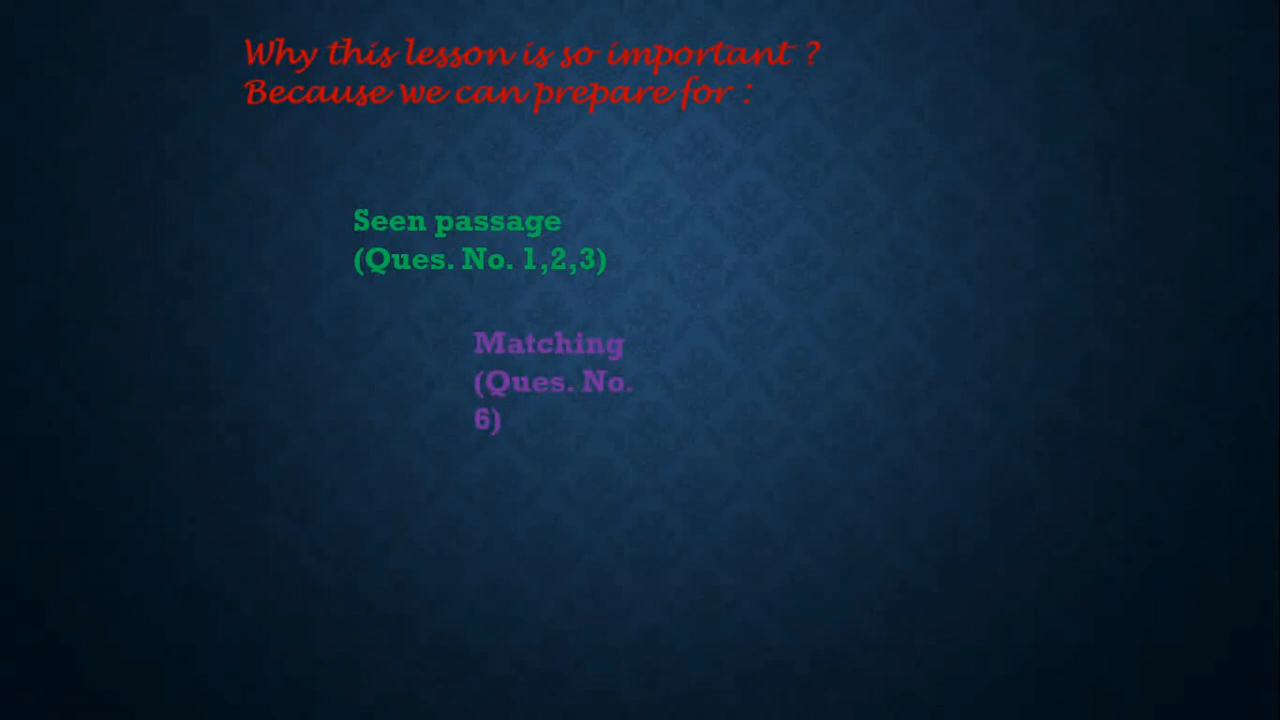 Why this lesson is so important ?
Because we can prepare for :
Seen passage
(Ques. No. 1,2,3)
Matching
(Ques. No.
6)